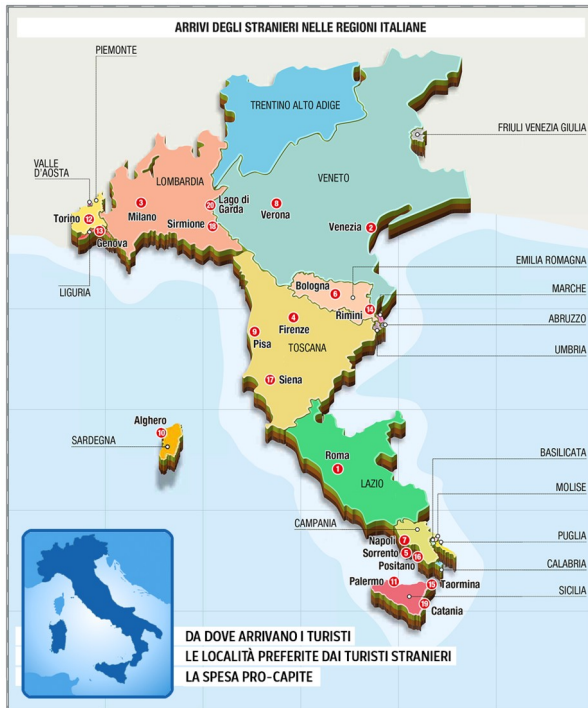 ARRIVI DEGLI STRANIERI NELLE REGIONI ITALIANE
PIEMONTE
TRENTINO ALTO ADIGE
FRIULI VENEZIA GIULIA
VALLE
D'AOSTA
LOMBARDIA
VENETO
Lago di
Garda
20
3
Milano
8
Verona
Torino
12
13
Genova
Sirmione
18
Venezia
2
EMILIA ROMAGNA
LIGURIA
Bologna
6
MARCHE
Rimini
14
4
Firenze
9
Pisa
ABRUZZO
TOSCANA
UMBRIA
17
Siena
Alghero
10
SARDEGNA
Roma
1
LAZIO
BASILICATA
MOLISE
CAMPANIA
Napoli
7
PUGLIA
Sorrento
5
16
Positano
CALABRIA
Palermo
11
15
Taormina
SICILIA
19
Catania
DA DOVE ARRIVANO I TURISTI
LE LOCALITÀ PREFERITE DAI TURISTI STRANIERI
LA SPESA PRO-CAPITE